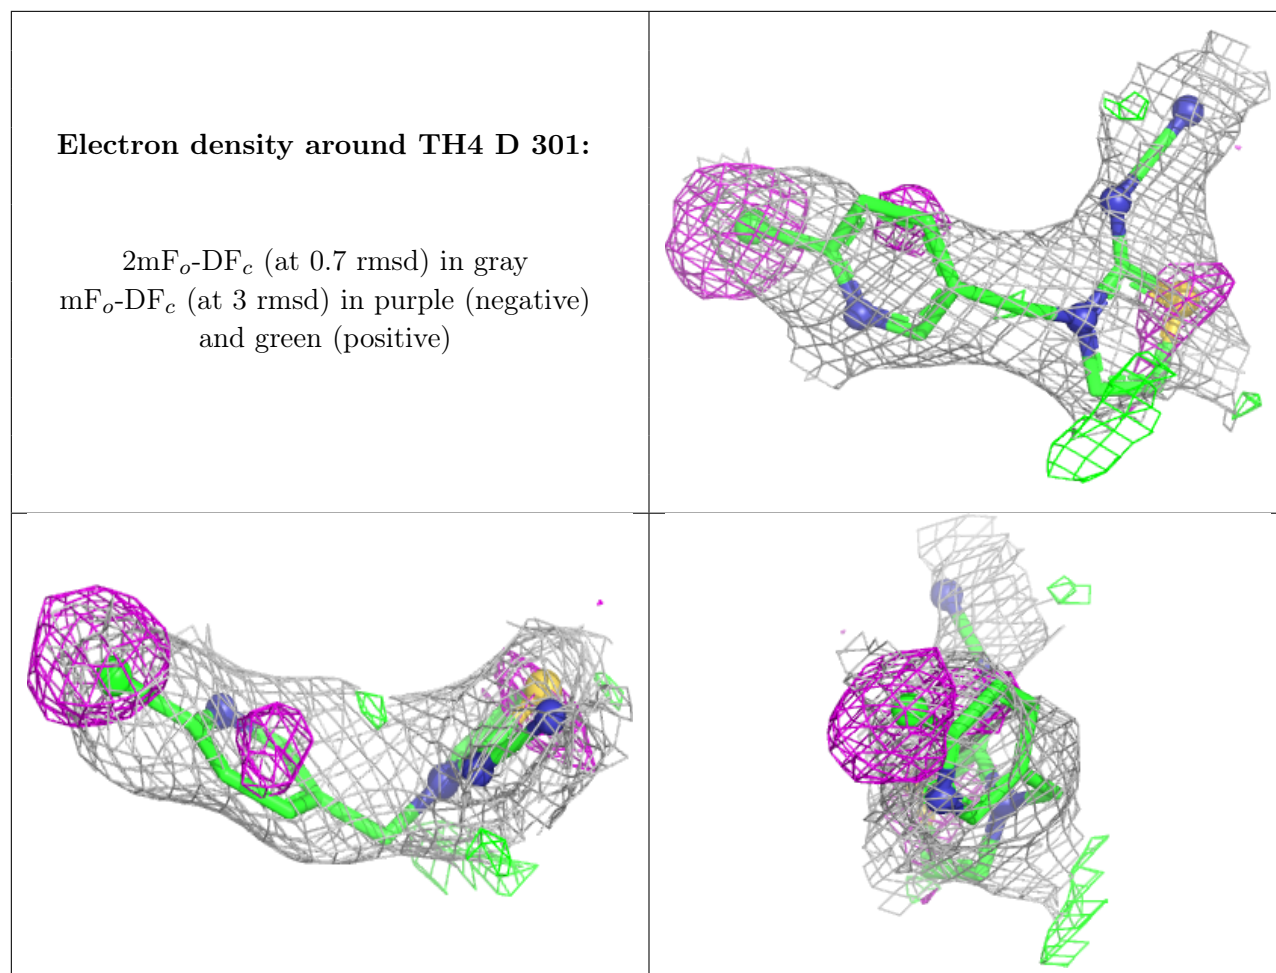 Electron density around TH4 D 301:
2mFo-DFc (at 0.7 rmsd) in gray
mFo-DFc (at 3 rmsd) in purple (negative)
and green (positive)